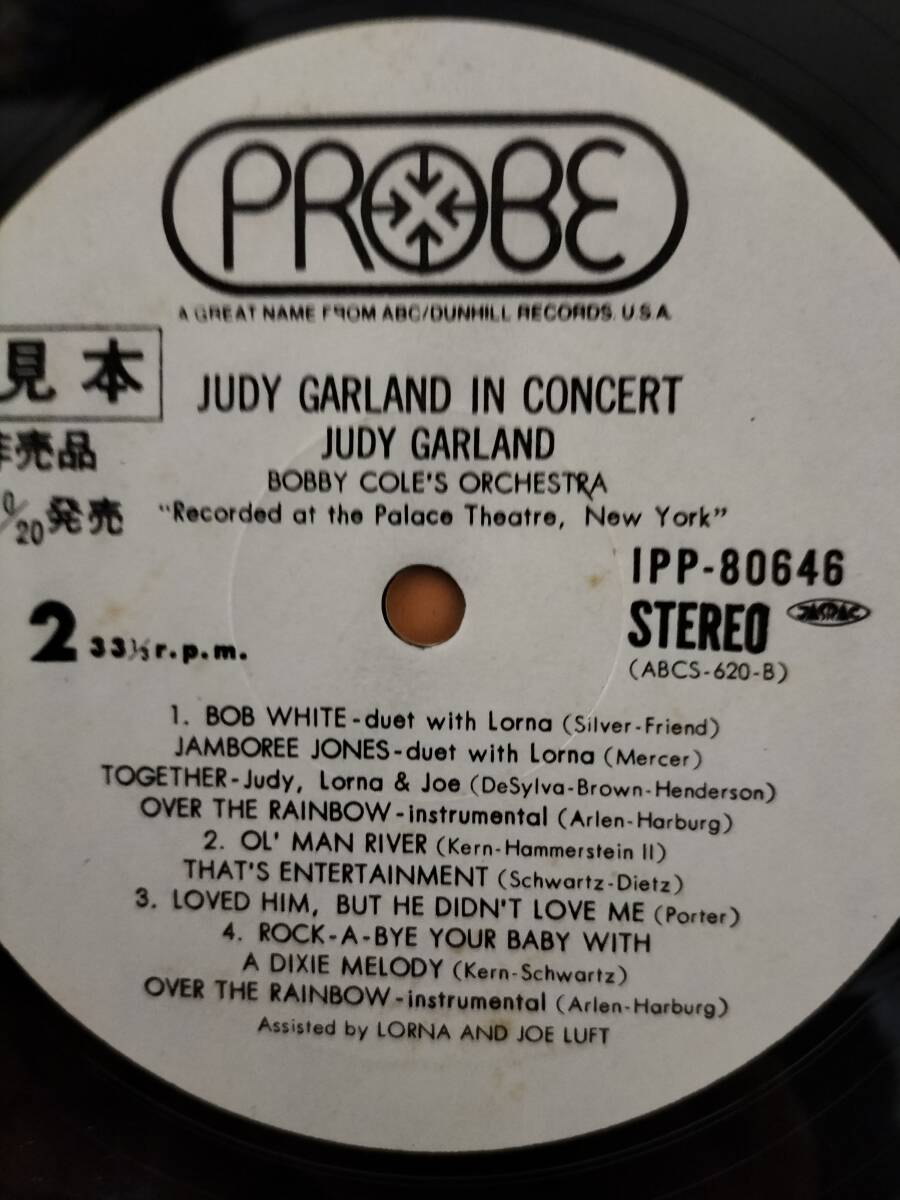 PROBE
A GREAT NAME FROM ABC/DUNHILL RECORDS, U.S.A.
見本
JUDY GARLAND IN CONCERT
JUDY GARLAND
売品
BOBBY COLE'S ORCHESTRA
20発売
"Recorded at the Palace Theatre, New York"
IPP-80646
STEREO
JASRAC
(ABCS-620-B)
2 33⅓ r.p.m.
1. BOB WHITE-duet with Lorna (Silver-Friend)
JAMBOREE JONES-duet with Lorna (Mercer)
TOGETHER-Judy, Lorna & Joe (DeSylva-Brown-Henderson)
OVER THE RAINBOW-instrumental (Arlen-Harburg)
2. OL' MAN RIVER (Kern-Hammerstein II)
THAT'S ENTERTAINMENT (Schwartz-Dietz)
3. LOVED HIM, BUT HE DIDN'T LOVE ME (Porter)
4. ROCK-A-BYE YOUR BABY WITH
A DIXIE MELODY (Kern-Schwartz)
OVER THE RAINBOW-instrumental (Arlen-Harburg)
Assisted by LORNA AND JOE LUFT